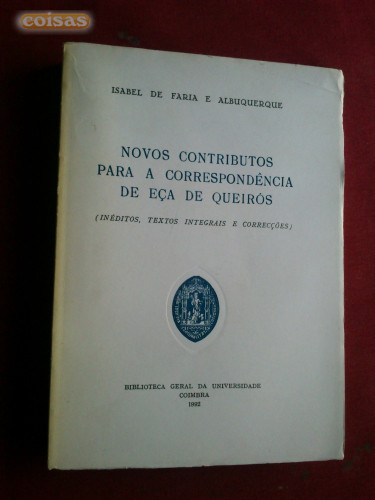 coisas
ISABEL DE FARIA E ALBUQUERQUE
NOVOS CONTRIBUTOS
PARA A CORRESPONDÊNCIA
DE EÇA DE QUEIRÓS
(INÉDITOS, TEXTOS INTEGRAIS E CORRECÇÕES)
BIBLIOTECA GERAL DA UNIVERSIDADE
COIMBRA
1992